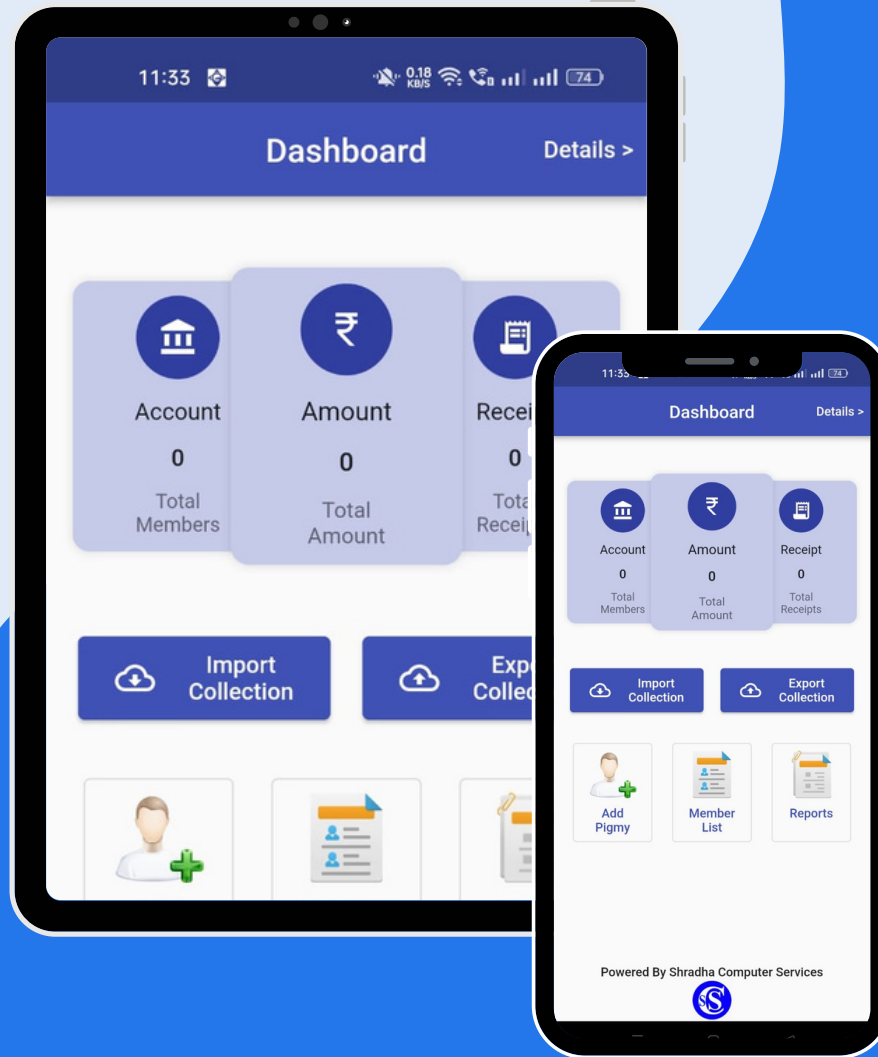 11:33
0.18
KB/S
74
Dashboard
Details >
Account
0
Total
Members
₹
Amount
0
Total
Amount
0
Import
Collection
74
Dashboard
Details >
Account
0
Total
Members
₹
Amount
0
Total
Amount
Receipt
0
Total
Receipts
Import
Collection
Export
Collection
Add
Pigmy
Member
List
Reports
Powered By Shradha Computer Services